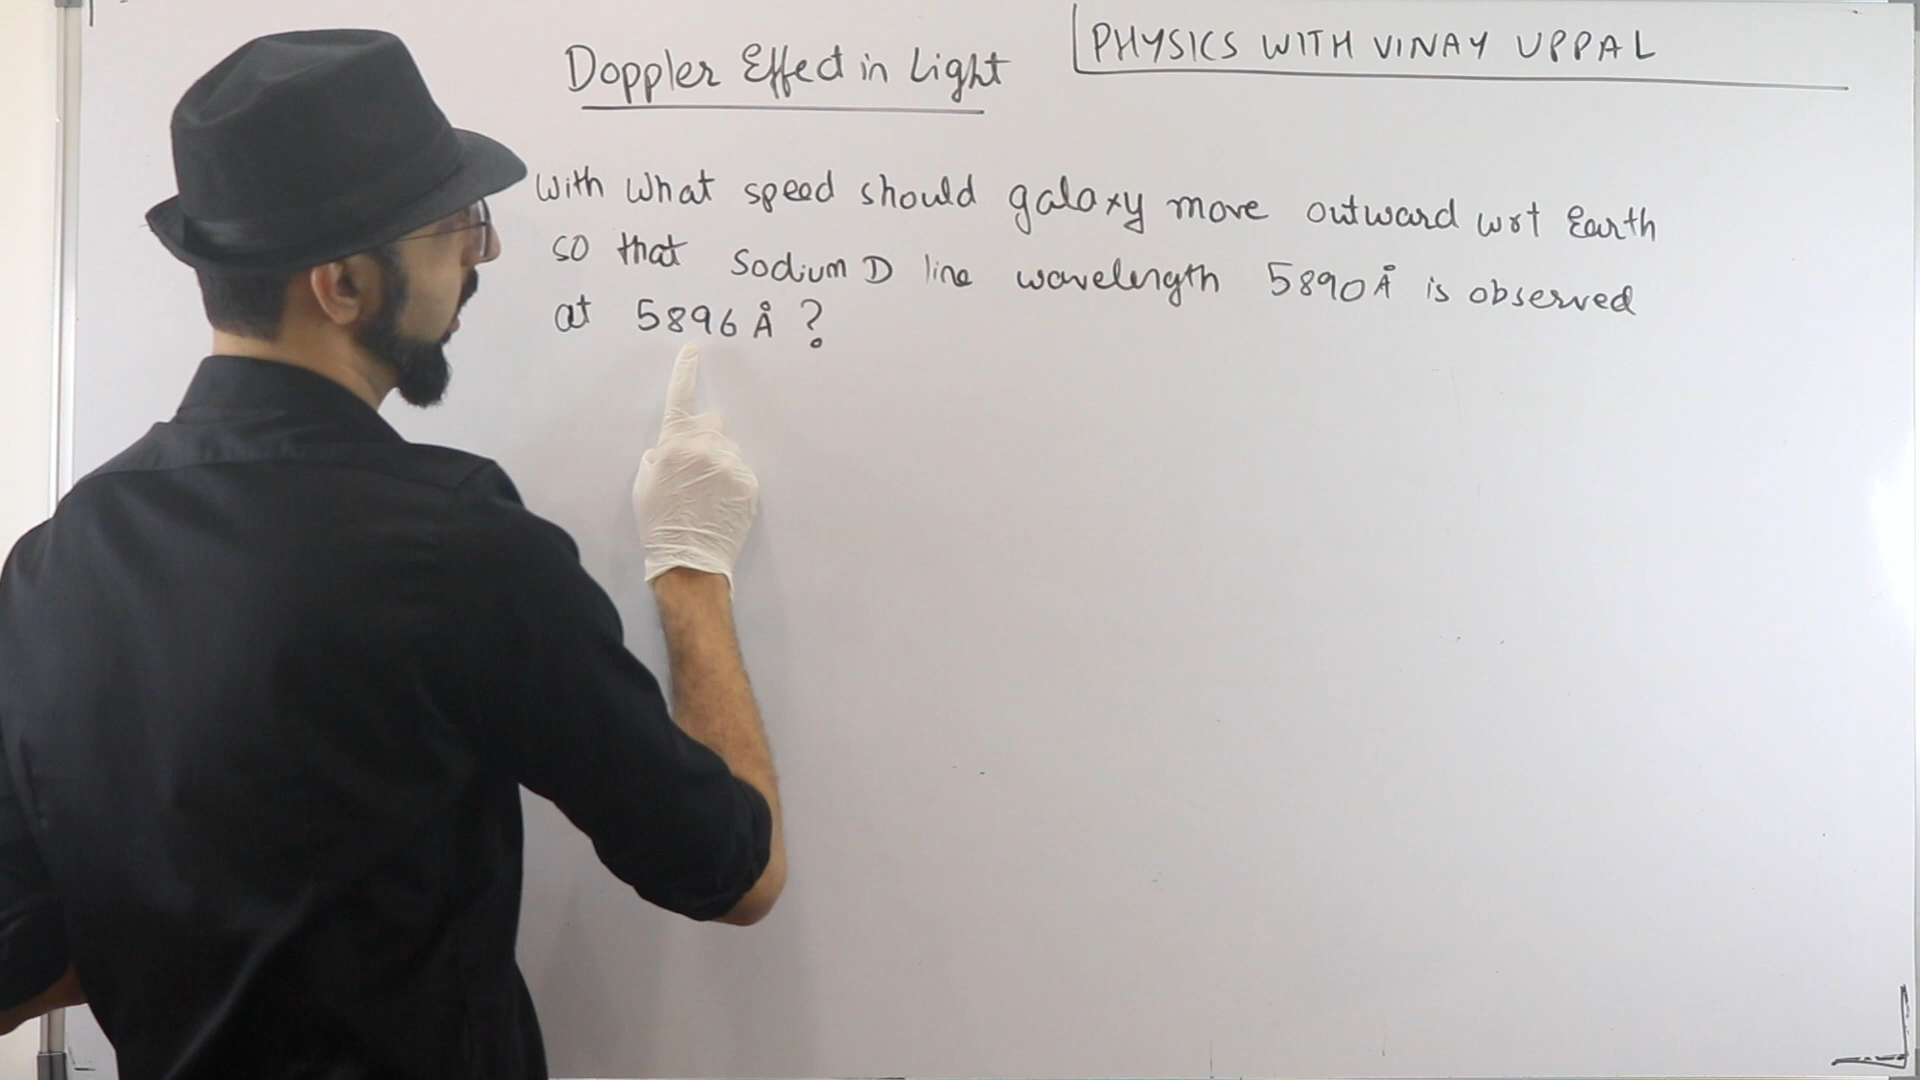 Doppler Effect in Light
PHYSICS WITH VINAY UPPAL
With What speed should galaxy move outward wrt Earth
so that Sodium D line wavelength 5890Å is observed
at 5896 Å ?